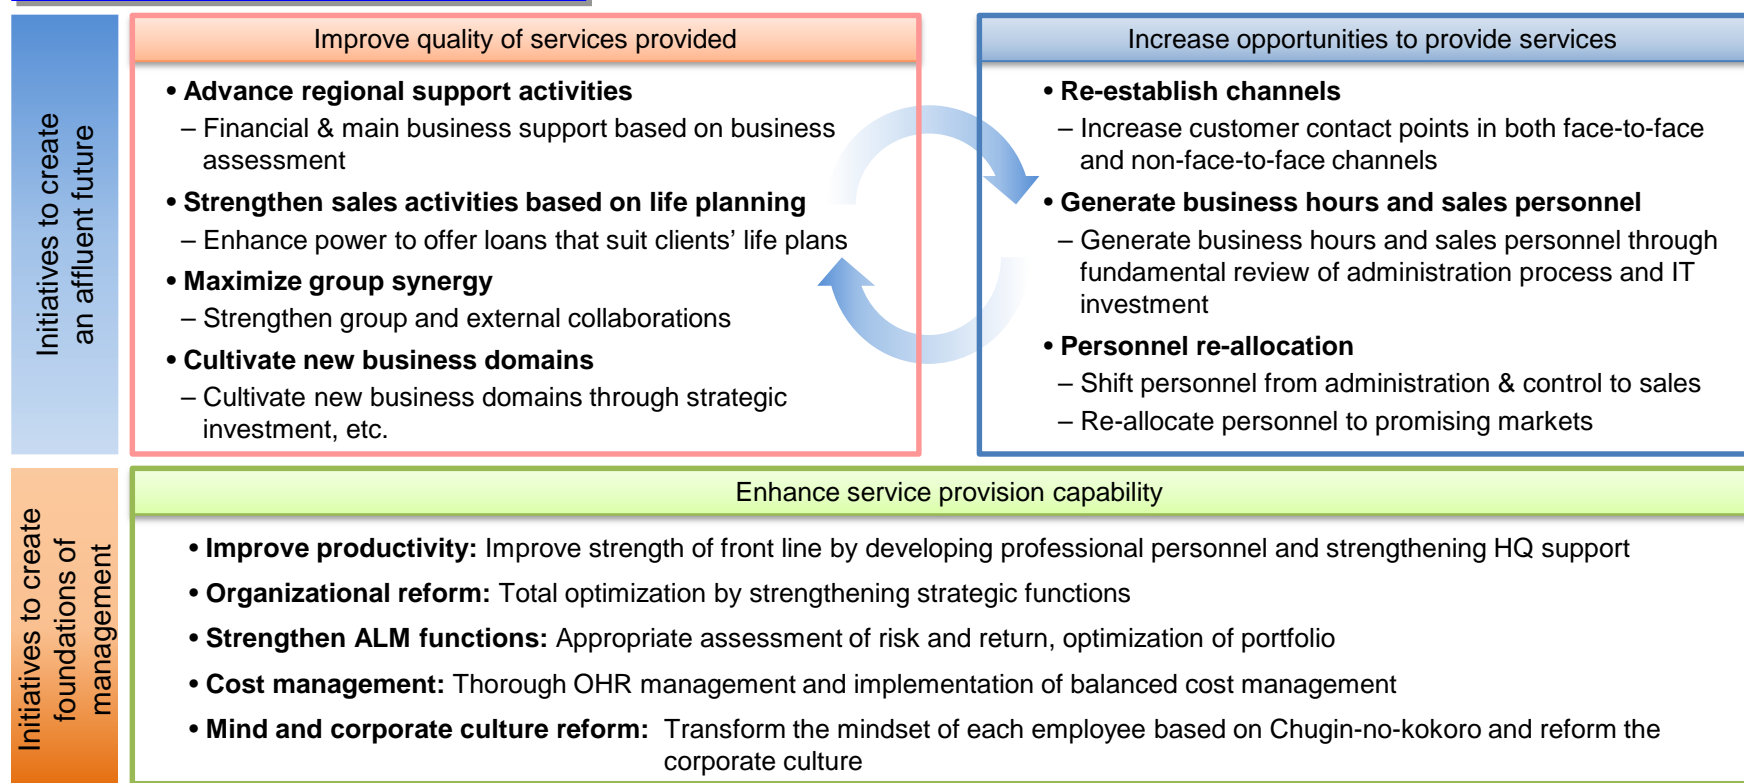 Initiatives to create
an affluent future
Improve quality of services provided
• Advance regional support activities
– Financial & main business support based on business
assessment
• Strengthen sales activities based on life planning
– Enhance power to offer loans that suit clients’ life plans
• Maximize group synergy
– Strengthen group and external collaborations
• Cultivate new business domains
– Cultivate new business domains through strategic
investment, etc.
Increase opportunities to provide services
• Re-establish channels
– Increase customer contact points in both face-to-face
and non-face-to-face channels
• Generate business hours and sales personnel
– Generate business hours and sales personnel through
fundamental review of administration process and IT
investment
• Personnel re-allocation
– Shift personnel from administration & control to sales
– Re-allocate personnel to promising markets
Initiatives to create
foundations of
management
Enhance service provision capability
• Improve productivity: Improve strength of front line by developing professional personnel and strengthening HQ support
• Organizational reform: Total optimization by strengthening strategic functions
• Strengthen ALM functions: Appropriate assessment of risk and return, optimization of portfolio
• Cost management: Thorough OHR management and implementation of balanced cost management
• Mind and corporate culture reform: Transform the mindset of each employee based on Chugin-no-kokoro and reform the
corporate culture